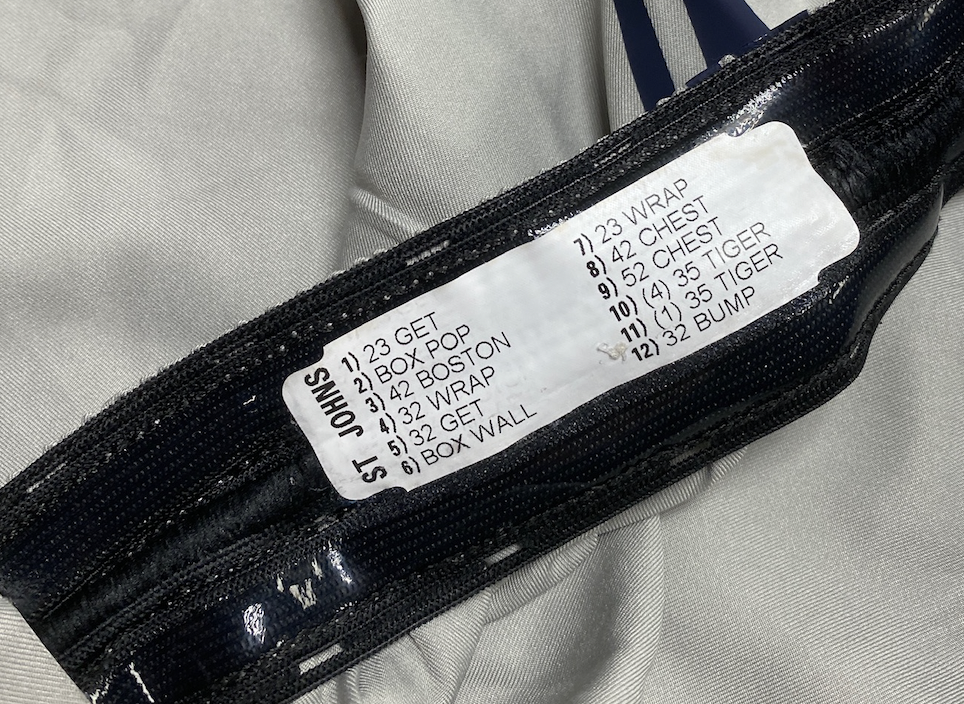 ST JOHNS
1) 23 GET
2) BOX POP
3) 42 BOSTON
4) 32 WRAP
5) 32 GET
6) BOX WALL
7) 23 WRAP
8) 42 CHEST
9) 52 CHEST
10) (4) 35 TIGER
11) (1) 35 TIGER
12) 32 BUMP